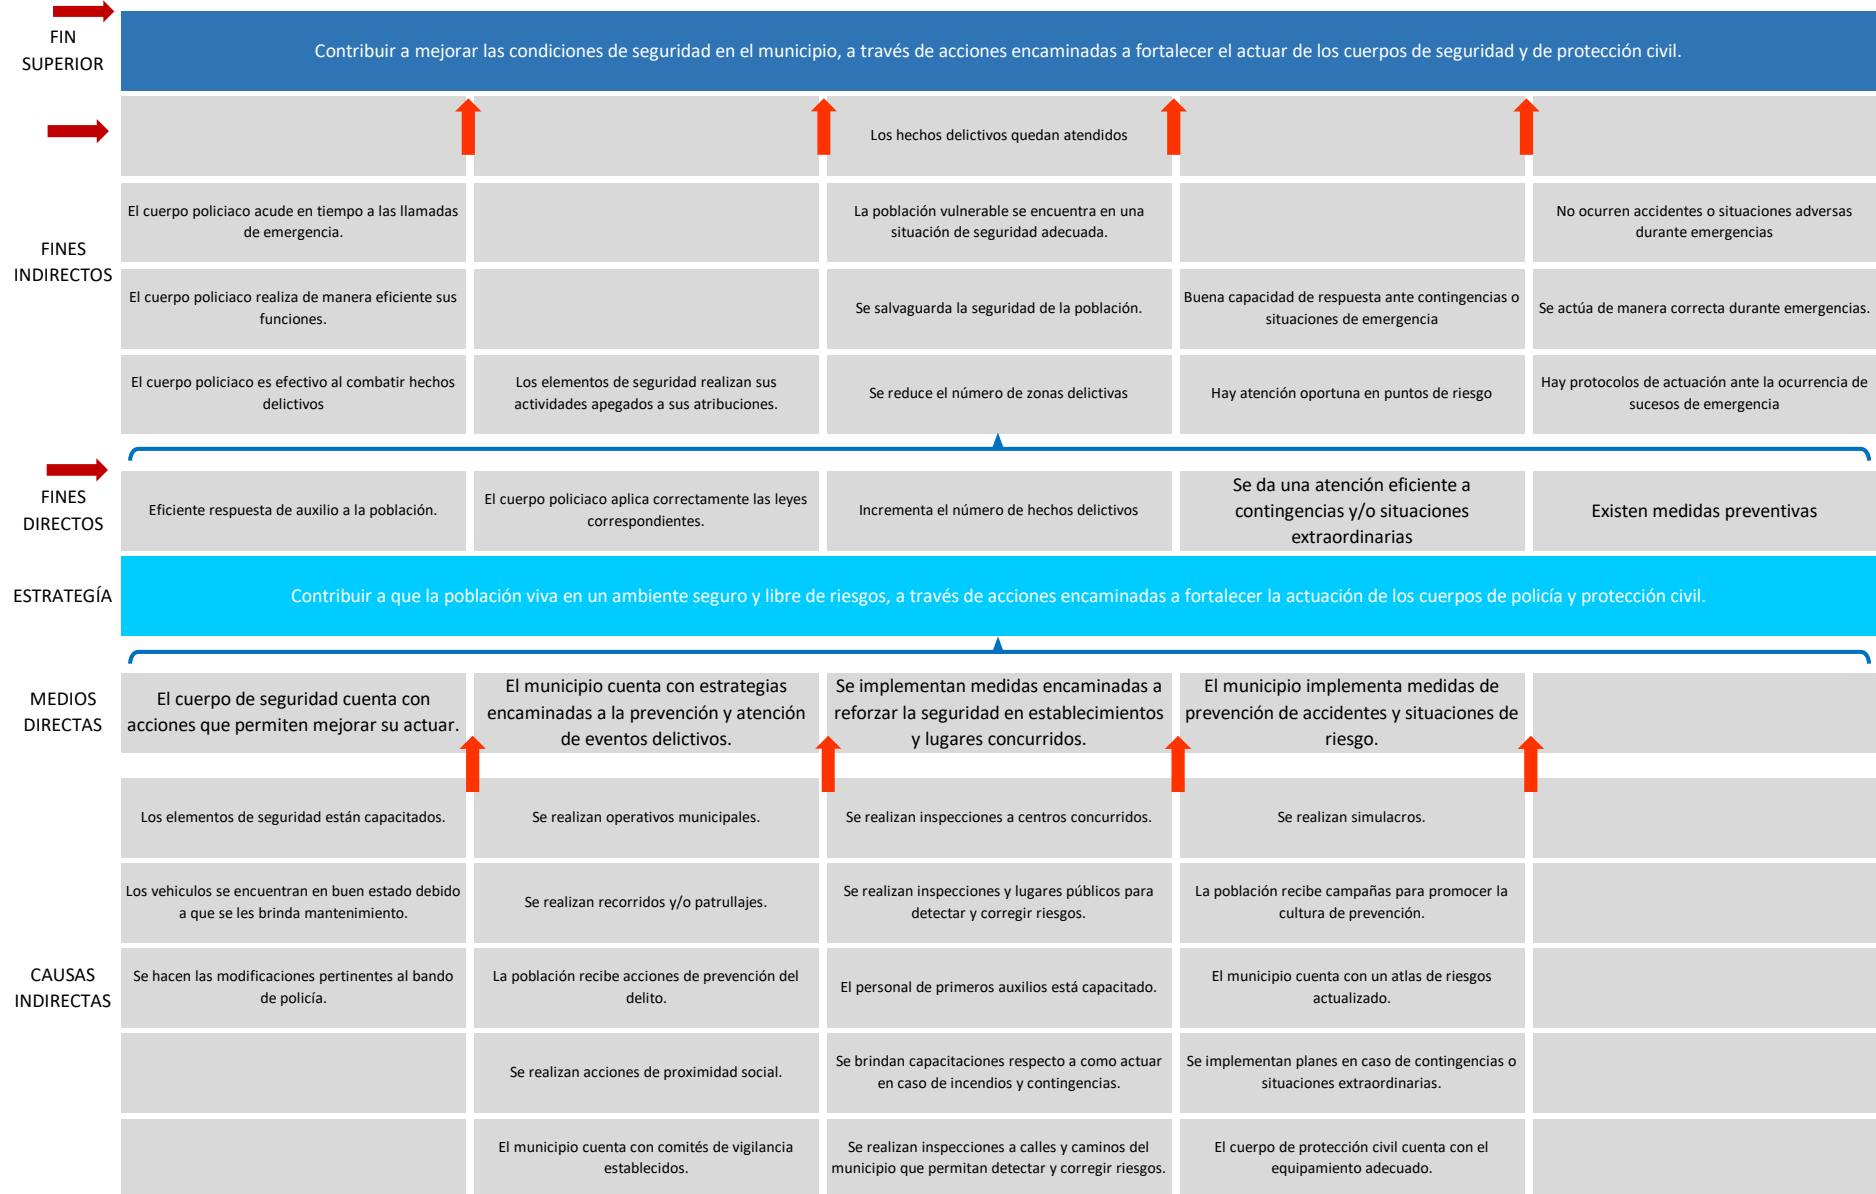 FIN
SUPERIOR
Contribuir a mejorar las condiciones de seguridad en el municipio, a través de acciones encaminadas a fortalecer el actuar de los cuerpos de seguridad y de protección civil.
Los hechos delictivos quedan atendidos
FINES
INDIRECTOS
El cuerpo policiaco acude en tiempo a las llamadas
de emergencia.
La población vulnerable se encuentra en una
situación de seguridad adecuada.
No ocurren accidentes o situaciones adversas
durante emergencias
El cuerpo policiaco realiza de manera eficiente sus
funciones.
Se salvaguarda la seguridad de la población.
Buena capacidad de respuesta ante contingencias o
situaciones de emergencia
Se actúa de manera correcta durante emergencias.
El cuerpo policiaco es efectivo al combatir hechos
delictivos
Los elementos de seguridad realizan sus
actividades apegados a sus atribuciones.
Se reduce el número de zonas delictivas
Hay atención oportuna en puntos de riesgo
Hay protocolos de actuación ante la ocurrencia de
sucesos de emergencia
FINES
DIRECTOS
Eficiente respuesta de auxilio a la población.
El cuerpo policiaco aplica correctamente las leyes
correspondientes.
Incrementa el número de hechos delictivos
Se da una atención eficiente a
contingencias y/o situaciones
extraordinarias
Existen medidas preventivas
ESTRATEGÍA
Contribuir a que la población viva en un ambiente seguro y libre de riesgos, a través de acciones encaminadas a fortalecer la actuación de los cuerpos de policía y protección civil.
MEDIOS
DIRECTAS
El cuerpo de seguridad cuenta con
acciones que permiten mejorar su actuar.
El municipio cuenta con estrategias
encaminadas a la prevención y atención
de eventos delictivos.
Se implementan medidas encaminadas a
reforzar la seguridad en establecimientos
y lugares concurridos.
El municipio implementa medidas de
prevención de accidentes y situaciones de
riesgo.
CAUSAS
INDIRECTAS
Los elementos de seguridad están capacitados.
Se realizan operativos municipales.
Se realizan inspecciones a centros concurridos.
Se realizan simulacros.
Los vehiculos se encuentran en buen estado debido
a que se les brinda mantenimiento.
Se realizan recorridos y/o patrullajes.
Se realizan inspecciones y lugares públicos para
detectar y corregir riesgos.
La población recibe campañas para promocer la
cultura de prevención.
Se hacen las modificaciones pertinentes al bando
de policía.
La población recibe acciones de prevención del
delito.
El personal de primeros auxilios está capacitado.
El municipio cuenta con un atlas de riesgos
actualizado.
Se realizan acciones de proximidad social.
Se brindan capacitaciones respecto a como actuar
en caso de incendios y contingencias.
Se implementan planes en caso de contingencias o
situaciones extraordinarias.
El municipio cuenta con comités de vigilancia
establecidos.
Se realizan inspecciones a calles y caminos del
municipio que permitan detectar y corregir riesgos.
El cuerpo de protección civil cuenta con el
equipamiento adecuado.